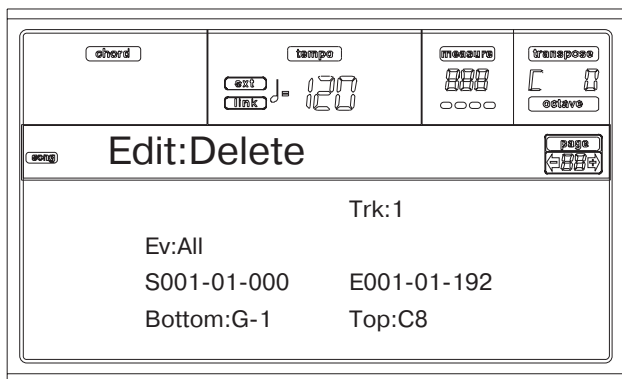 chord tempo measure transpose
ext
link = 120 888 C 0
octave
song Edit:Delete page
88
Trk:1
Ev:All
S001-01-000 E001-01-192
Bottom:G-1 Top:C8